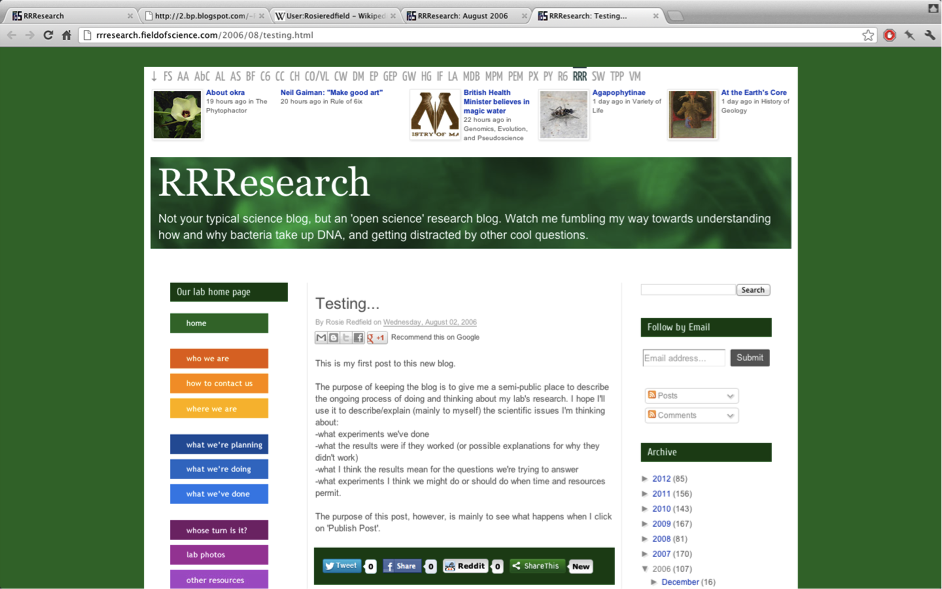 RRResearch
http://2.bp.blogspot.com/-
User:Rosieredfield - Wikiped
RRResearch: August 2006
RRResearch: Testing...
rrresearch.fieldofscience.com/2006/08/testing.html
↓ FS AA AbC AL AS BF C6 CC CH CO/VL CW DM EP GEP GW HG IF LA MDB MPM PEM PX PY R6 RRR SW TPP VM
About okra
19 hours ago in The
Phytophactor
Neil Gaiman: "Make good art"
20 hours ago in Rule of 6ix
ISTRY OF MA
British Health
Minister believes in
magic water
22 hours ago in
Genomics, Evolution,
and Pseudoscience
Agapophytinae
1 day ago in Variety of
Life
At the Earth's Core
1 day ago in History of
Geology
RRResearch
Not your typical science blog, but an 'open science' research blog. Watch me fumbling my way towards understanding
how and why bacteria take up DNA, and getting distracted by other cool questions.
Our lab home page
home
who we are
how to contact us
where we are
what we're planning
what we're doing
what we've done
whose turn is it?
lab photos
other resources
Testing...
By Rosie Redfield on Wednesday, August 02, 2006
+1 Recommend this on Google
This is my first post to this new blog.
The purpose of keeping the blog is to give me a semi-public place to describe
the ongoing process of doing and thinking about my lab's research. I hope I'll
use it to describe/explain (mainly to myself) the scientific issues I'm thinking
about:
-what experiments we've done
-what the results were if they worked (or possible explanations for why they
didn't work)
-what I think the results mean for the questions we're trying to answer
-what experiments I think we might do or should do when time and resources
permit.
The purpose of this post, however, is mainly to see what happens when I click
on 'Publish Post'.
Tweet 0 Share 0 Reddit 0 ShareThis New
Search
Follow by Email
Email address... Submit
Posts
Comments
Archive
► 2012 (85)
► 2011 (156)
► 2010 (143)
► 2009 (167)
► 2008 (81)
► 2007 (170)
▼ 2006 (107)
► December (16)